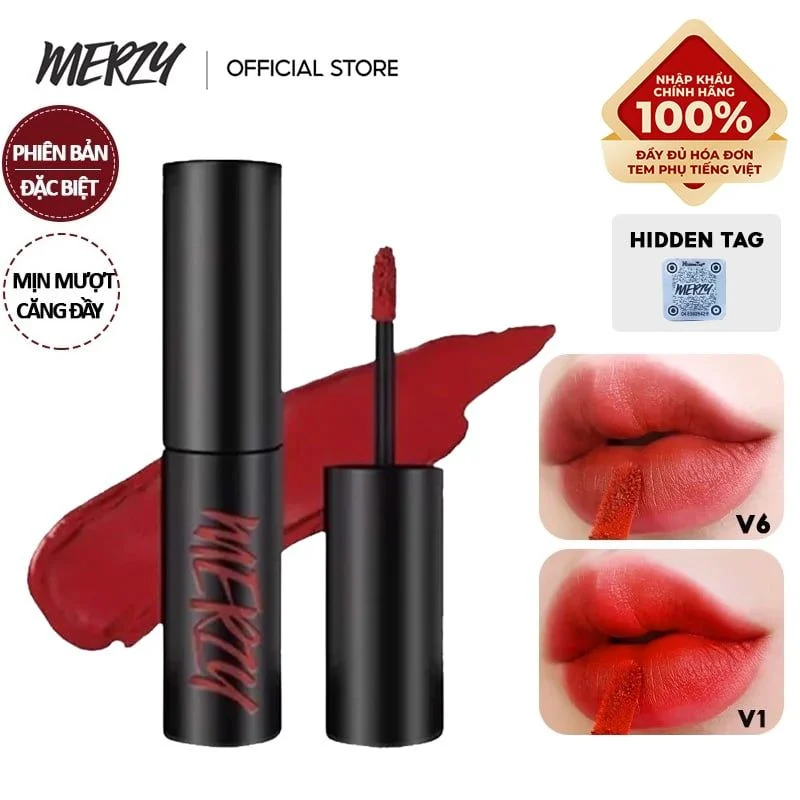 MERZY
OFFICIAL STORE
NHẬP KHẨU
CHÍNH HÃNG
100%
ĐẦY ĐỦ HÓA ĐƠN
TEM PHỤ TIẾNG VIỆT
PHIÊN BẢN
ĐẶC BIỆT
MỊN MƯỢT
CĂNG ĐẦY
HIDDEN TAG
MERZY
MERZY
V6
V1